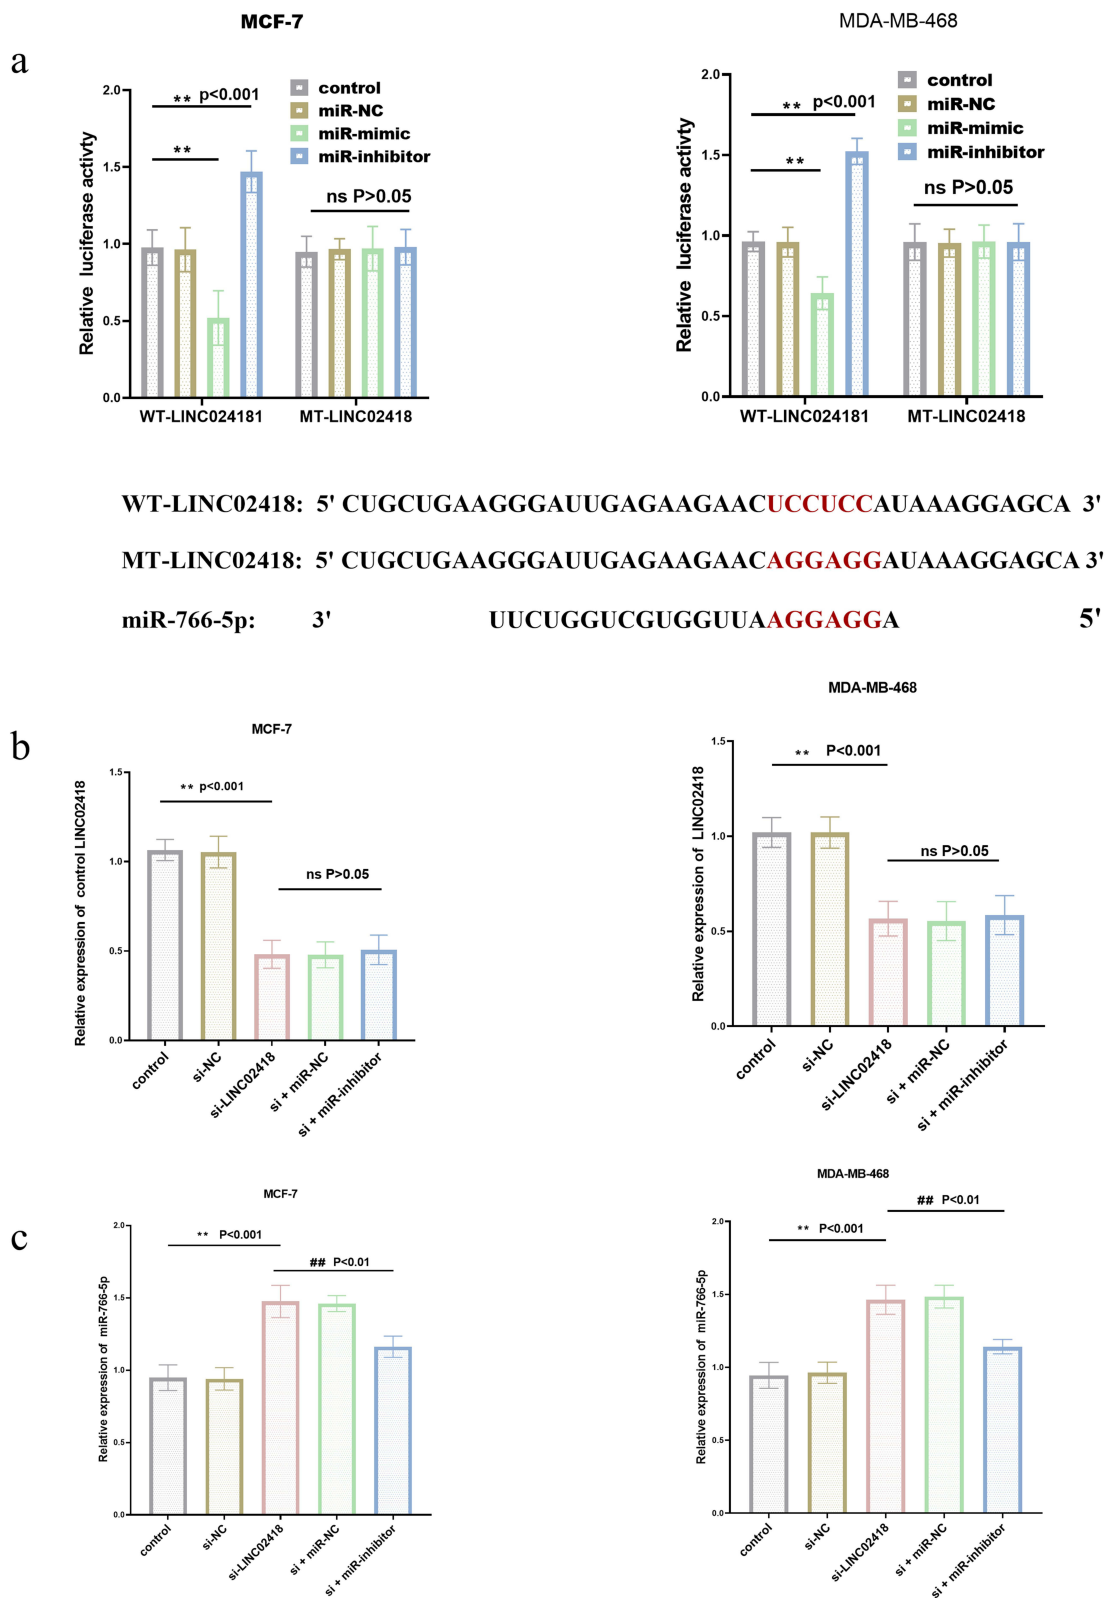 MCF-7
MDA-MB-468
a
Relative luciferase activty
2.0
1.5
1.0
0.5
0.0
** p<0.001
**
control
miR-NC
miR-mimic
miR-inhibitor
ns P>0.05
WT-LINC024181
MT-LINC02418
Relative luciferase activty
2.0
1.5
1.0
0.5
0.0
** p<0.001
**
control
miR-NC
miR-mimic
miR-inhibitor
ns P>0.05
WT-LINC024181
MT-LINC02418
WT-LINC02418: 5' CUGCUGAAGGGAUUGAGAAGAACUCCUCCAUAAAGGAGCA 3'
MT-LINC02418: 5' CUGCUGAAGGGAUUGAGAAGAACAGGAGGAUAAAGGAGCA 3'
miR-766-5p: 3' UUCUGGUCGUGGUUAAGGAGGA 5'
b
MCF-7
Relative expression of control LINC02418
1.5
1.0
0.5
0.0
** p<0.001
ns P>0.05
control
si-NC
si-LINC02418
si + miR-NC
si + miR-inhibitor
MDA-MB-468
Relative expression of LINC02418
1.5
1.0
0.5
0.0
** P<0.001
ns P>0.05
control
si-NC
si-LINC02418
si + miR-NC
si + miR-inhibitor
c
MCF-7
Relative expression of miR-766-5p
2.0
1.5
1.0
0.5
0.0
** P<0.001
## P<0.01
control
si-NC
si-LINC02418
si + miR-NC
si + miR-inhibitor
MDA-MB-468
Relative expression of miR-766-5p
2.0
1.5
1.0
0.5
0.0
** P<0.001
## P<0.01
control
si-NC
si-LINC02418
si + miR-NC
si + miR-inhibitor